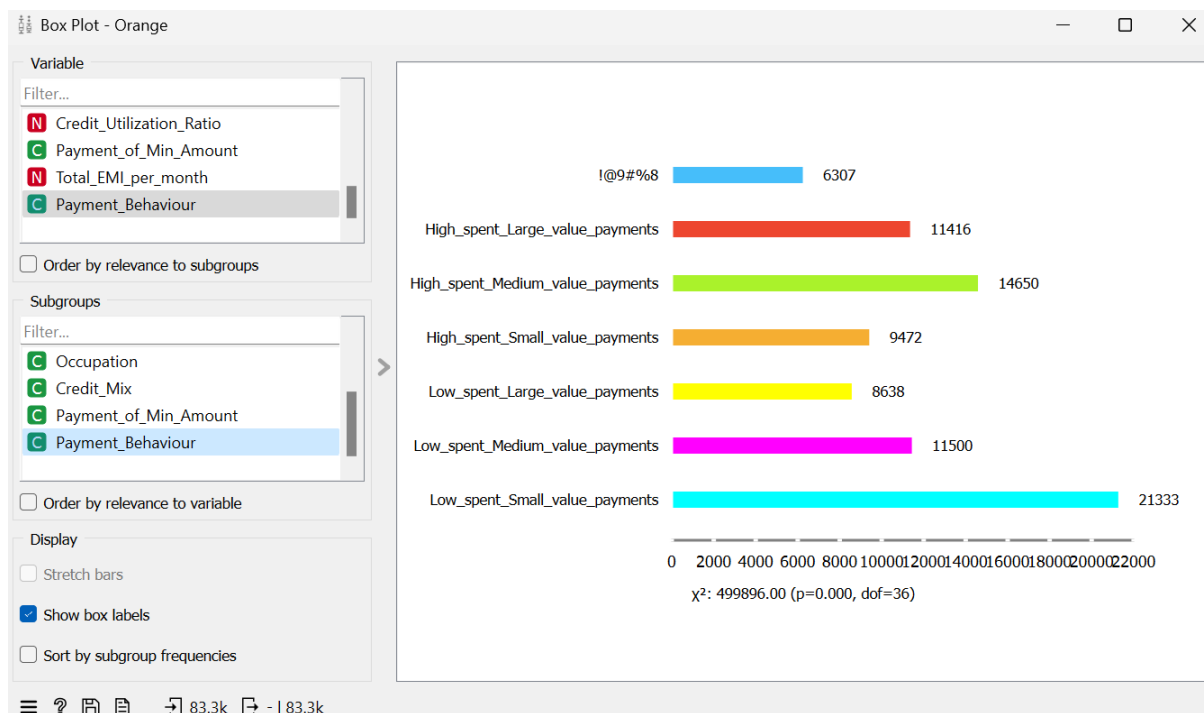 Box Plot - Orange
Variable
Filter...
N Credit_Utilization_Ratio
C Payment_of_Min_Amount
N Total_EMI_per_month
C Payment_Behaviour
Order by relevance to subgroups
Subgroups
Filter...
C Occupation
C Credit_Mix
C Payment_of_Min_Amount
C Payment_Behaviour
Order by relevance to variable
Display
Stretch bars
Show box labels
Sort by subgroup frequencies
? 83.3k - | 83.3k
!@9#%8 6307
High_spent_Large_value_payments 11416
High_spent_Medium_value_payments 14650
High_spent_Small_value_payments 9472
Low_spent_Large_value_payments 8638
Low_spent_Medium_value_payments 11500
Low_spent_Small_value_payments 21333
0 2000 4000 6000 8000 10000 12000 14000 16000 18000 20000 22000
χ²: 499896.00 (p=0.000, dof=36)